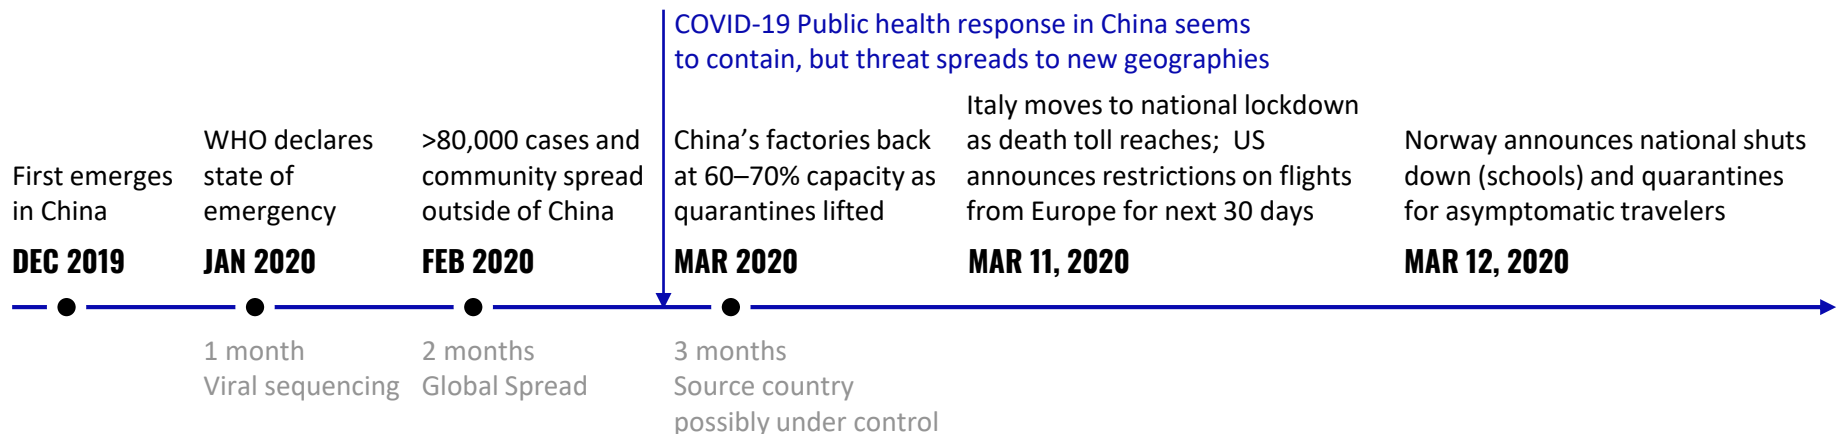 COVID-19 Public health response in China seems
to contain, but threat spreads to new geographies
First emerges
in China
DEC 2019
WHO declares
state of
emergency
JAN 2020
1 month
Viral sequencing
>80,000 cases and
community spread
outside of China
FEB 2020
2 months
Global Spread
China’s factories back
at 60–70% capacity as
quarantines lifted
MAR 2020
3 months
Source country
possibly under control
Italy moves to national lockdown
as death toll reaches;  US
announces restrictions on flights
from Europe for next 30 days
MAR 11, 2020
Norway announces national shuts
down (schools) and quarantines
for asymptomatic travelers
MAR 12, 2020